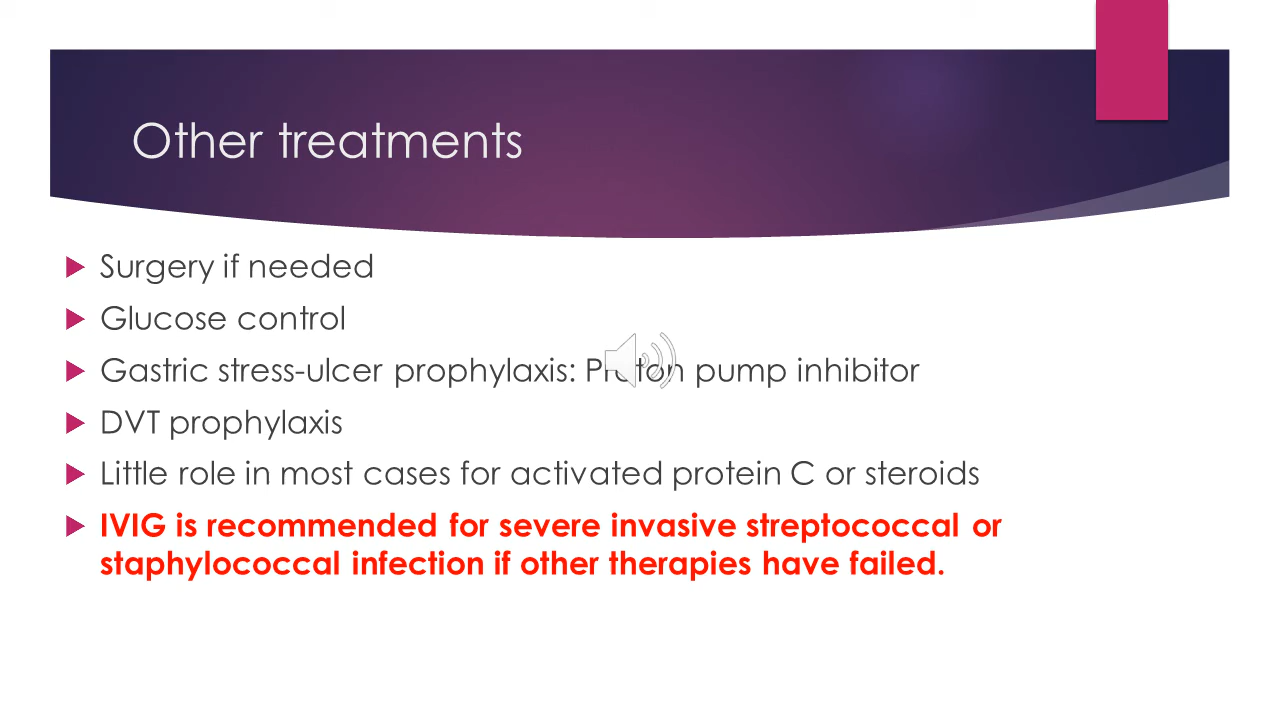 Other treatments
Surgery if needed
Glucose control
Gastric stress-ulcer prophylaxis: Proton pump inhibitor
DVT prophylaxis
Little role in most cases for activated protein C or steroids
IVIG is recommended for severe invasive streptococcal or
staphylococcal infection if other therapies have failed.